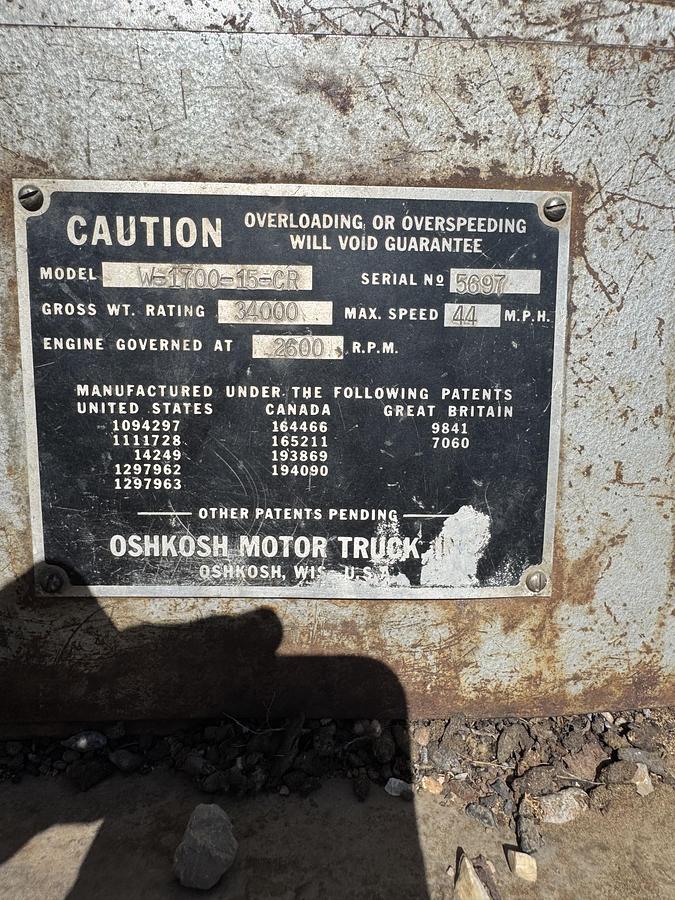 CAUTION OVERLOADING OR OVERSPEEDING
WILL VOID GUARANTEE
MODEL W-1700-15-CR SERIAL Nº 5697
GROSS WT. RATING 34000 MAX. SPEED 44 M.P.H.
ENGINE GOVERNED AT 2600 R.P.M.
MANUFACTURED UNDER THE FOLLOWING PATENTS
UNITED STATES CANADA GREAT BRITAIN
1094297 164466 9841
1111728 165211 7060
14249 193869
1297962 194090
1297963
OTHER PATENTS PENDING
OSHKOSH MOTOR TRUCK
OSHKOSH, WIS. U.S.